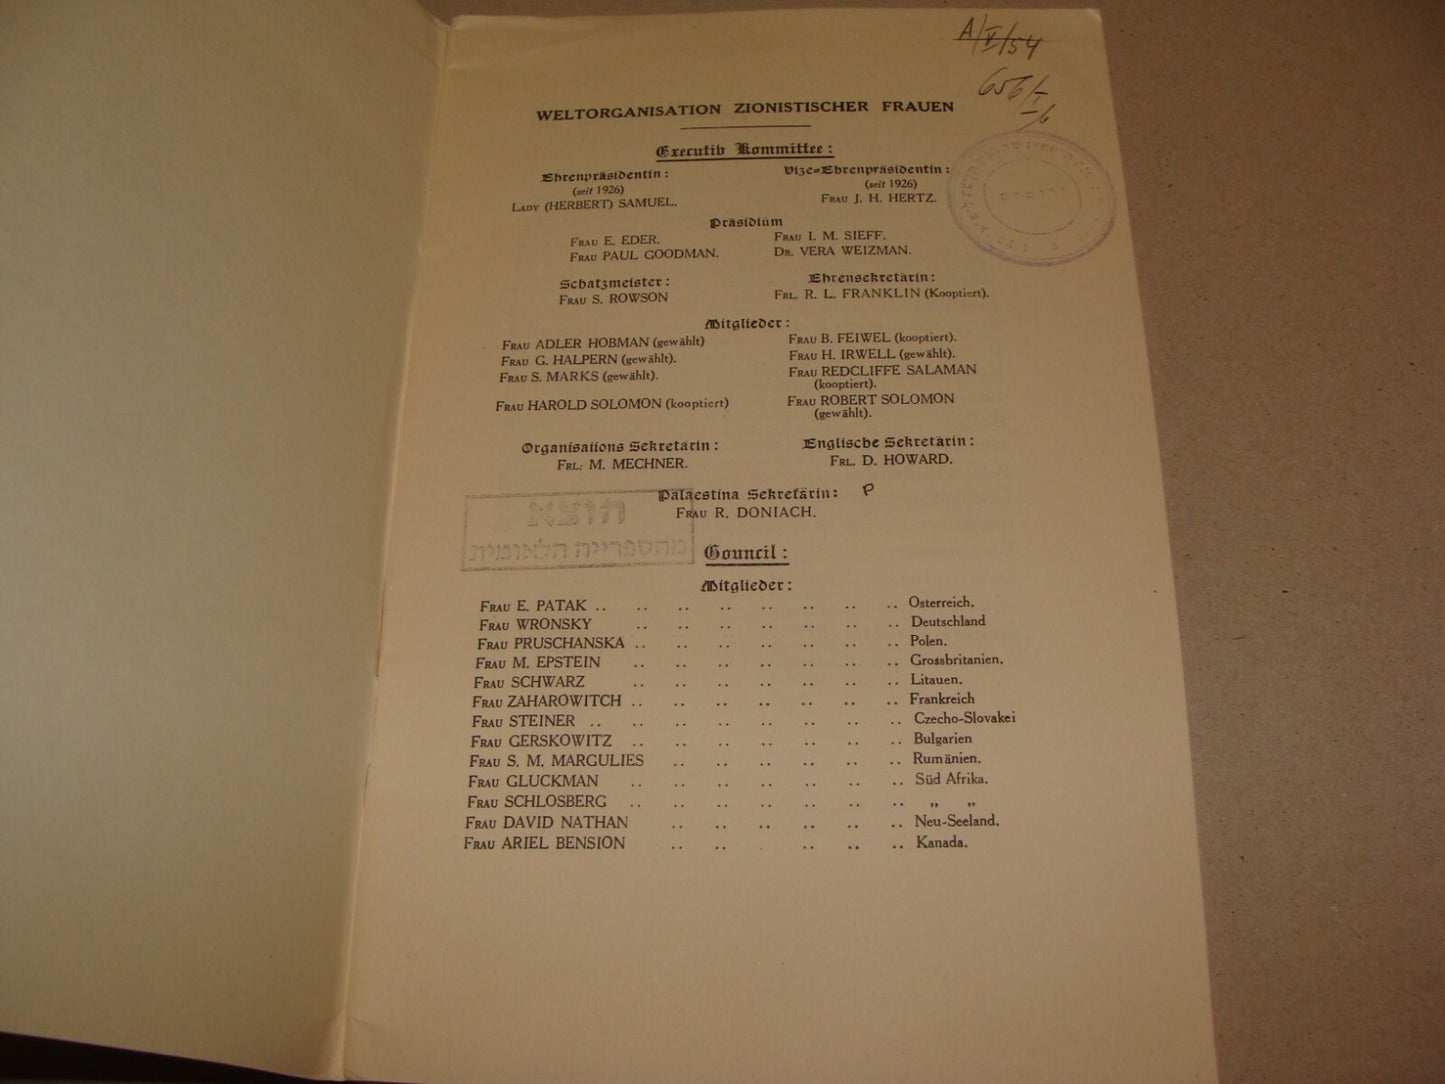 A/V/54
656/
WELTORGANISATION ZIONISTISCHER FRAUEN
Executiv Kommittee :
Ehrenpräsidentin :
(seit 1926)
LADY (HERBERT) SAMUEL.
Vize=Ehrenpräsidentin :
(seit 1926)
FRAU J. H. HERTZ.
Präsidium
FRAU E. EDER.
FRAU PAUL GOODMAN.
FRAU I. M. SIEFF.
DR. VERA WEIZMAN.
Schatzmeister :
FRAU S. ROWSON
Ehrensekretärin :
FRL. R. L. FRANKLIN (Kooptiert).
Mitglieder :
FRAU ADLER HOBMAN (gewählt)
FRAU G. HALPERN (gewählt).
FRAU S. MARKS (gewählt).
FRAU HAROLD SOLOMON (kooptiert)
FRAU B. FEIWEL (kooptiert).
FRAU H. IRWELL (gewählt).
FRAU REDCLIFFE SALAMAN
(kooptiert).
FRAU ROBERT SOLOMON
(gewählt).
Organisations Sekretärin :
FRL: M. MECHNER.
Englische Sekretärin :
FRL. D. HOWARD.
Palaestina Sekretärin : P
FRAU R. DONIACH.
הוצא
מהספרייה הלאומית
Council :
Mitglieder :
FRAU E. PATAK .. .. .. .. .. .. .. .. Osterreich.
FRAU WRONSKY .. .. .. .. .. .. .. Deutschland
FRAU PRUSCHANSKA .. .. .. .. .. .. .. Polen.
FRAU M. EPSTEIN .. .. .. .. .. .. .. Grossbritanien.
FRAU SCHWARZ .. .. .. .. .. .. .. Litauen.
FRAU ZAHAROWITCH .. .. .. .. .. .. .. Frankreich
FRAU STEINER .. .. .. .. .. .. .. .. Czecho-Slovakei
FRAU GERSKOWITZ .. .. .. .. .. .. .. Bulgarien
FRAU S. M. MARGULIES .. .. .. .. .. .. Rumänien.
FRAU GLUCKMAN .. .. .. .. .. .. .. Süd Afrika.
FRAU SCHLOSBERG .. .. .. .. .. .. .. „ „
FRAU DAVID NATHAN .. .. .. .. .. .. Neu-Seeland.
FRAU ARIEL BENSION .. .. . .. .. .. Kanada.